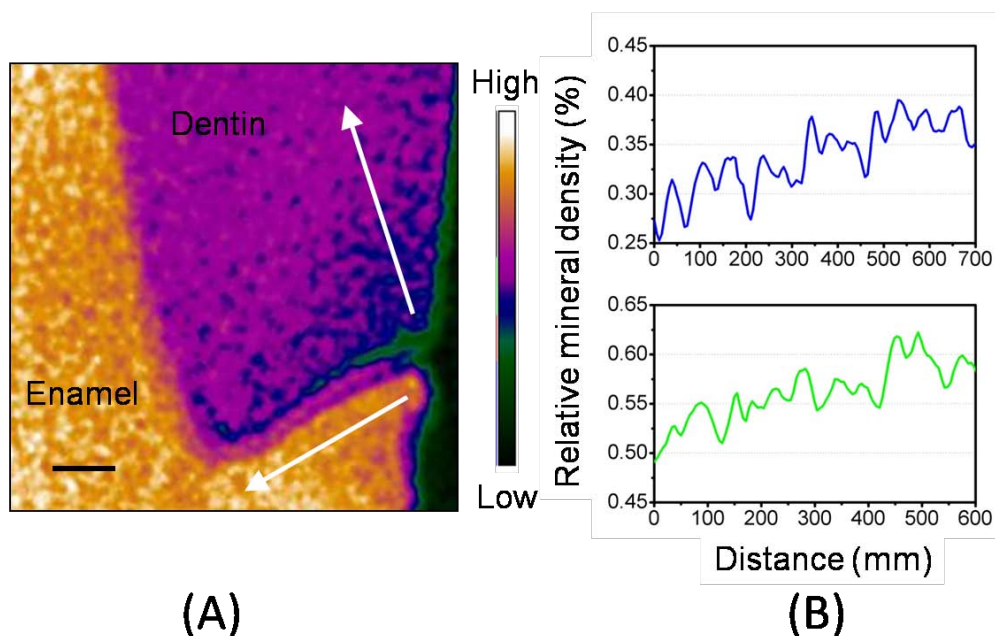 Dentin
Enamel
High
Low
Relative mineral density (%)
0.45
0.40
0.35
0.30
0.25
0 100 200 300 400 500 600 700
0.65
0.60
0.55
0.50
0.45
0 100 200 300 400 500 600
Distance (mm)
(A)
(B)